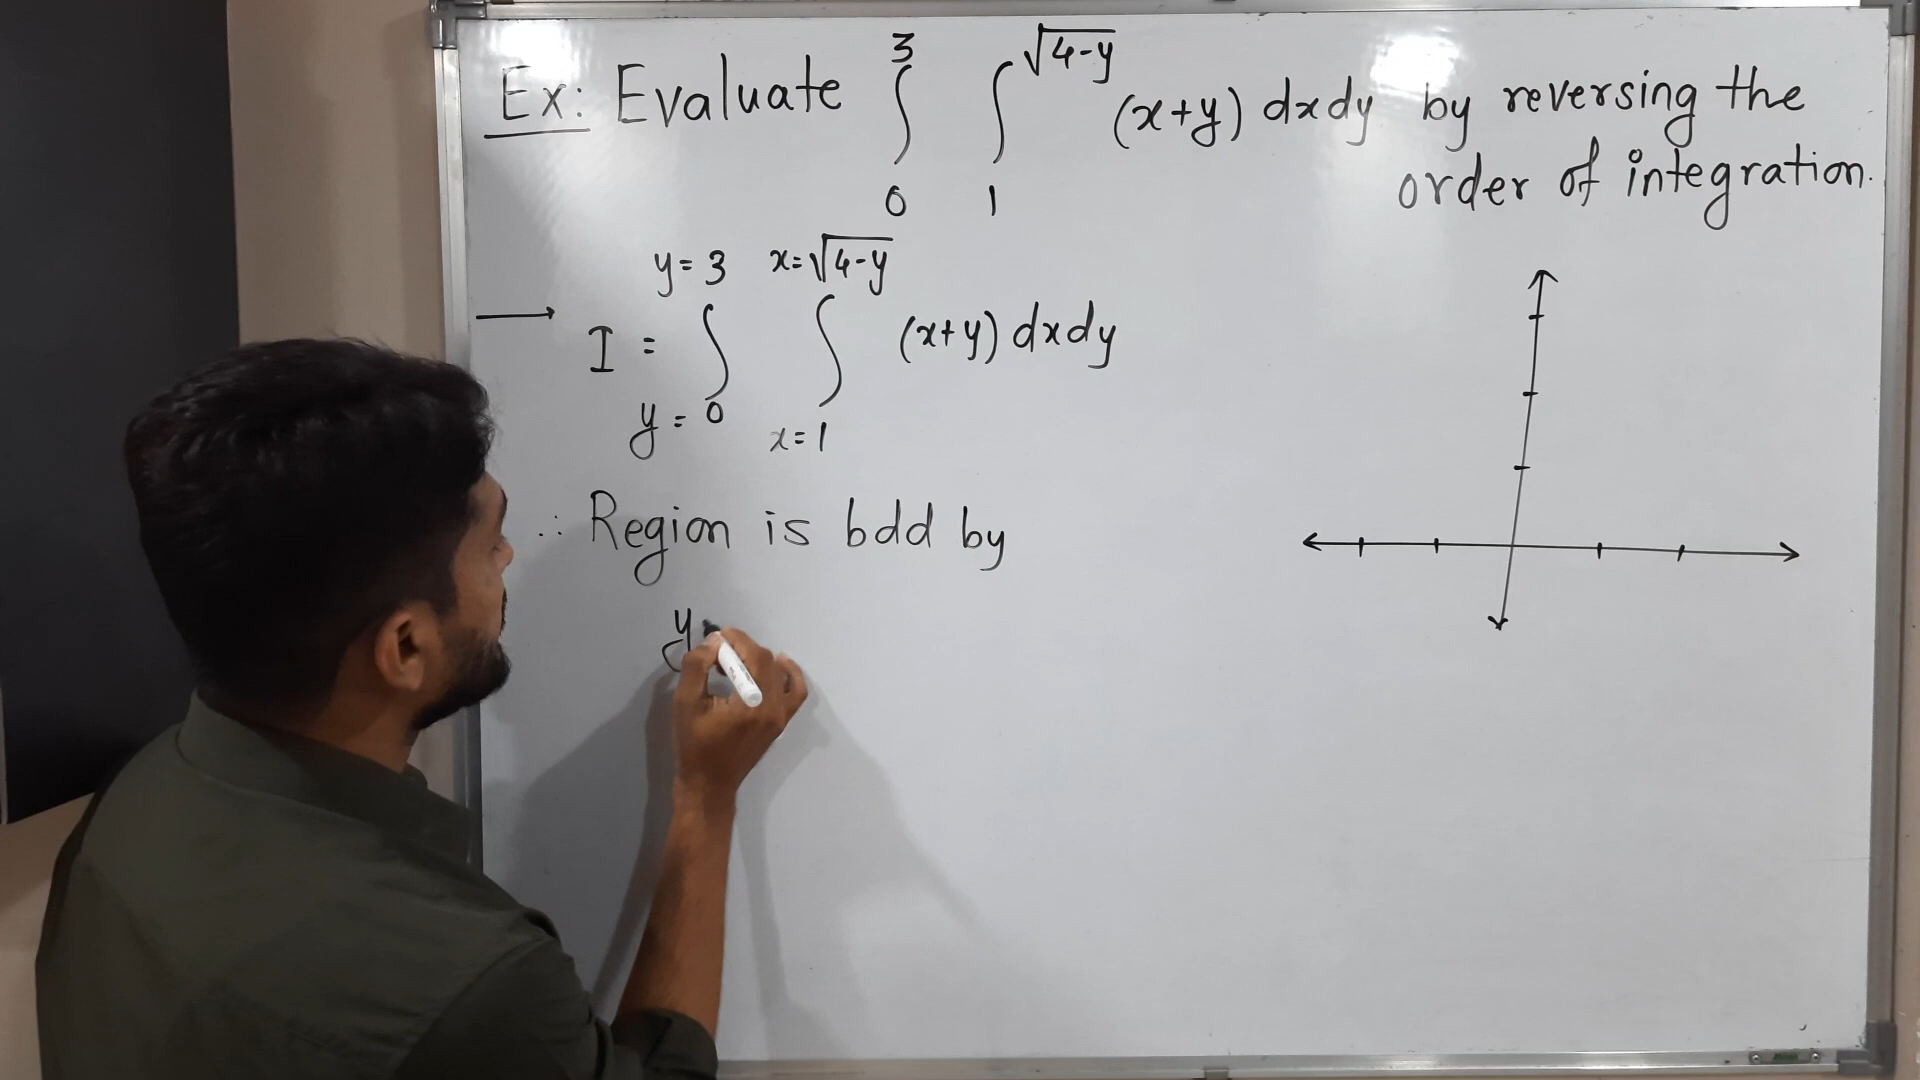 Ex: Evaluate ∫₀³ ∫₁^√(4-y) (x+y) dxdy by reversing the
order of integration.
I = ∫_{y=0}^{y=3} ∫_{x=1}^{x=√(4-y)} (x+y) dxdy
∴ Region is bdd by
y